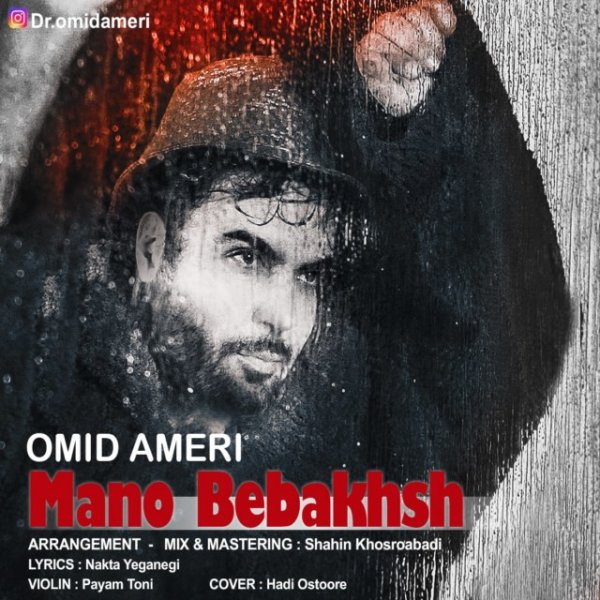 Dr.omidameri
OMID AMERI
Mano Bebakhsh
ARRANGEMENT - MIX & MASTERING : Shahin Khosroabadi
LYRICS : Nakta Yeganegi
VIOLIN : Payam Toni COVER : Hadi Ostoore